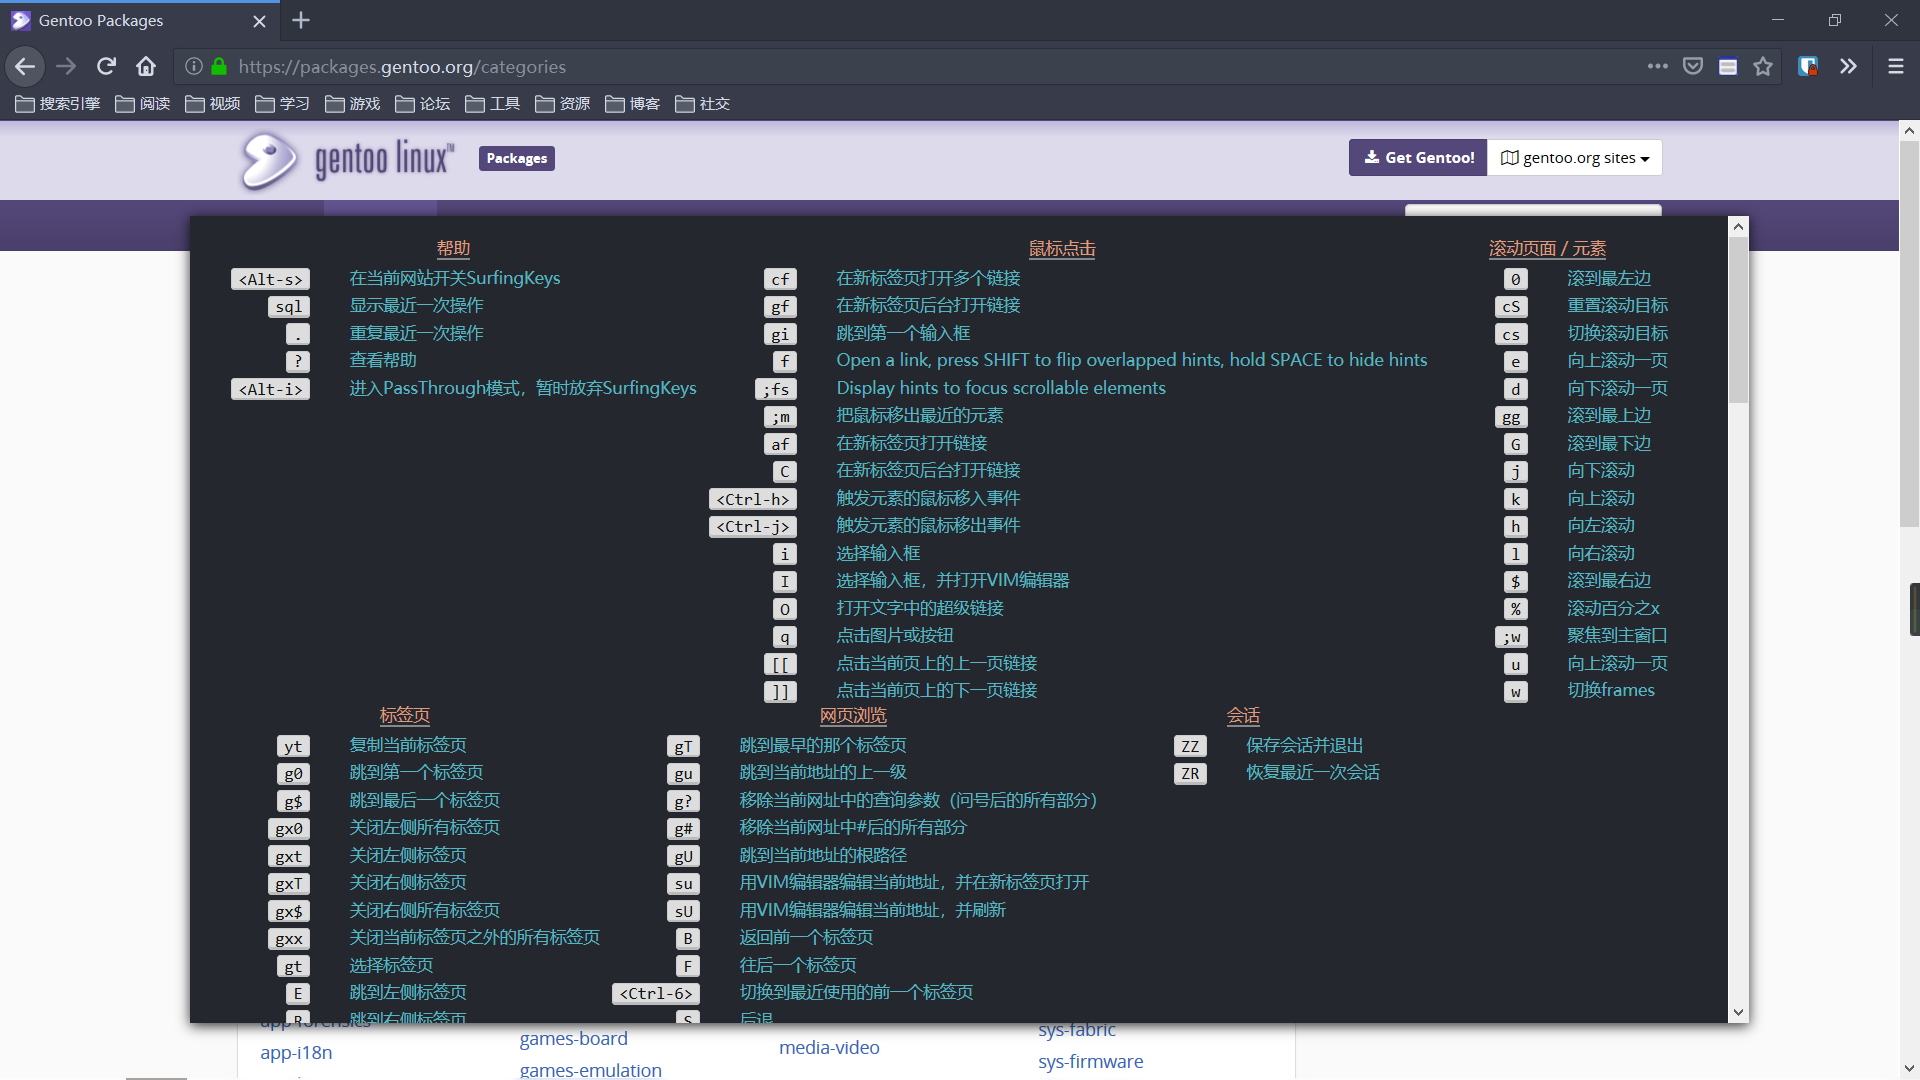 Gentoo Packages
https://packages.gentoo.org/categories
搜索引擎 阅读 视频 学习 游戏 论坛 工具 资源 博客 社交
gentoo linux™ Packages
Get Gentoo! gentoo.org sites
帮助
<Alt-s> 在当前网站开关SurfingKeys
sql 显示最近一次操作
. 重复最近一次操作
? 查看帮助
<Alt-i> 进入PassThrough模式，暂时放弃SurfingKeys
鼠标点击
cf 在新标签页打开多个链接
gf 在新标签页后台打开链接
gi 跳到第一个输入框
f Open a link, press SHIFT to flip overlapped hints, hold SPACE to hide hints
;fs Display hints to focus scrollable elements
;m 把鼠标移出最近的元素
af 在新标签页打开链接
C 在新标签页后台打开链接
<Ctrl-h> 触发元素的鼠标移入事件
<Ctrl-j> 触发元素的鼠标移出事件
i 选择输入框
I 选择输入框，并打开VIM编辑器
O 打开文字中的超级链接
q 点击图片或按钮
[[ 点击当前页上的上一页链接
]] 点击当前页上的下一页链接
滚动页面 / 元素
0 滚到最左边
cS 重置滚动目标
cs 切换滚动目标
e 向上滚动一页
d 向下滚动一页
gg 滚到最上边
G 滚到最下边
j 向下滚动
k 向上滚动
h 向左滚动
l 向右滚动
$ 滚到最右边
% 滚动百分之x
;w 聚焦到主窗口
u 向上滚动一页
w 切换frames
标签页
yt 复制当前标签页
g0 跳到第一个标签页
g$ 跳到最后一个标签页
gx0 关闭左侧所有标签页
gxt 关闭左侧标签页
gxT 关闭右侧标签页
gx$ 关闭右侧所有标签页
gxx 关闭当前标签页之外的所有标签页
gt 选择标签页
E 跳到左侧标签页
R 跳到右侧标签页
网页浏览
gT 跳到最早的那个标签页
gu 跳到当前地址的上一级
g? 移除当前网址中的查询参数（问号后的所有部分）
g# 移除当前网址中#后的所有部分
gU 跳到当前地址的根路径
su 用VIM编辑器编辑当前地址，并在新标签页打开
sU 用VIM编辑器编辑当前地址，并刷新
B 返回前一个标签页
F 往后一个标签页
<Ctrl-6> 切换到最近使用的前一个标签页
S 后退
会话
ZZ 保存会话并退出
ZR 恢复最近一次会话
app-forensics
app-i18n
games-board
games-emulation
media-video
sys-fabric
sys-firmware